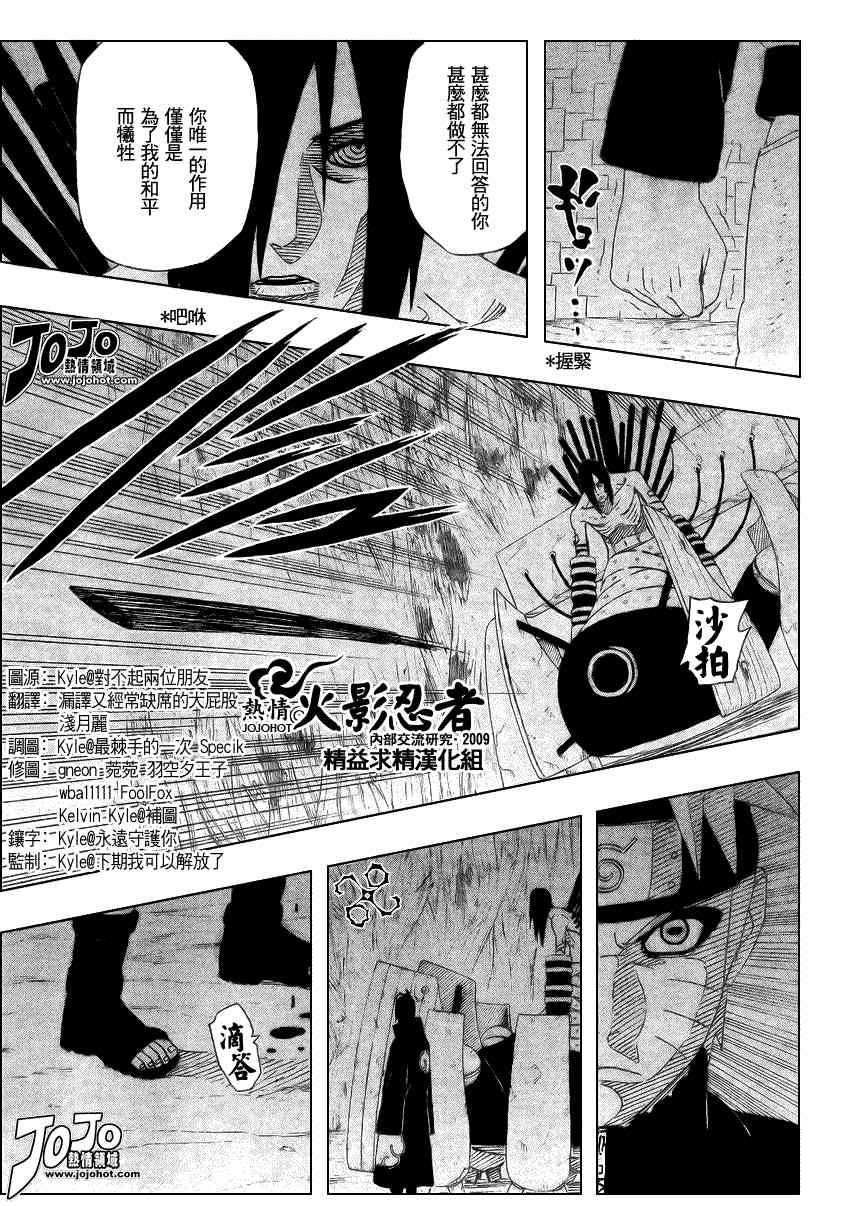 甚麼都無法回答的你
甚麼都做不了
你唯一的作用
僅僅是
為了我的和平
而犧牲
*握緊
*吧咻
JOJO
熱情領域
www.jojohot.com
沙拍
圖源： Kyle@對不起兩位朋友
翻譯： 漏譯又經常缺席的大屁股
淺月麗
調圖： Kyle@最棘手的一次 Specik
修圖： gneon 菀菀 羽空夕王子
wba11111 FoolFox
Kelvin Kyle@補圖
鑲字： Kyle@永遠守護你
監制： Kyle@下期我可以解放了
熱情
JOJOHOT
火影忍者
內部交流研究·2009
精益求精漢化組
滴答
JOJO
熱情領域
www.jojohot.com